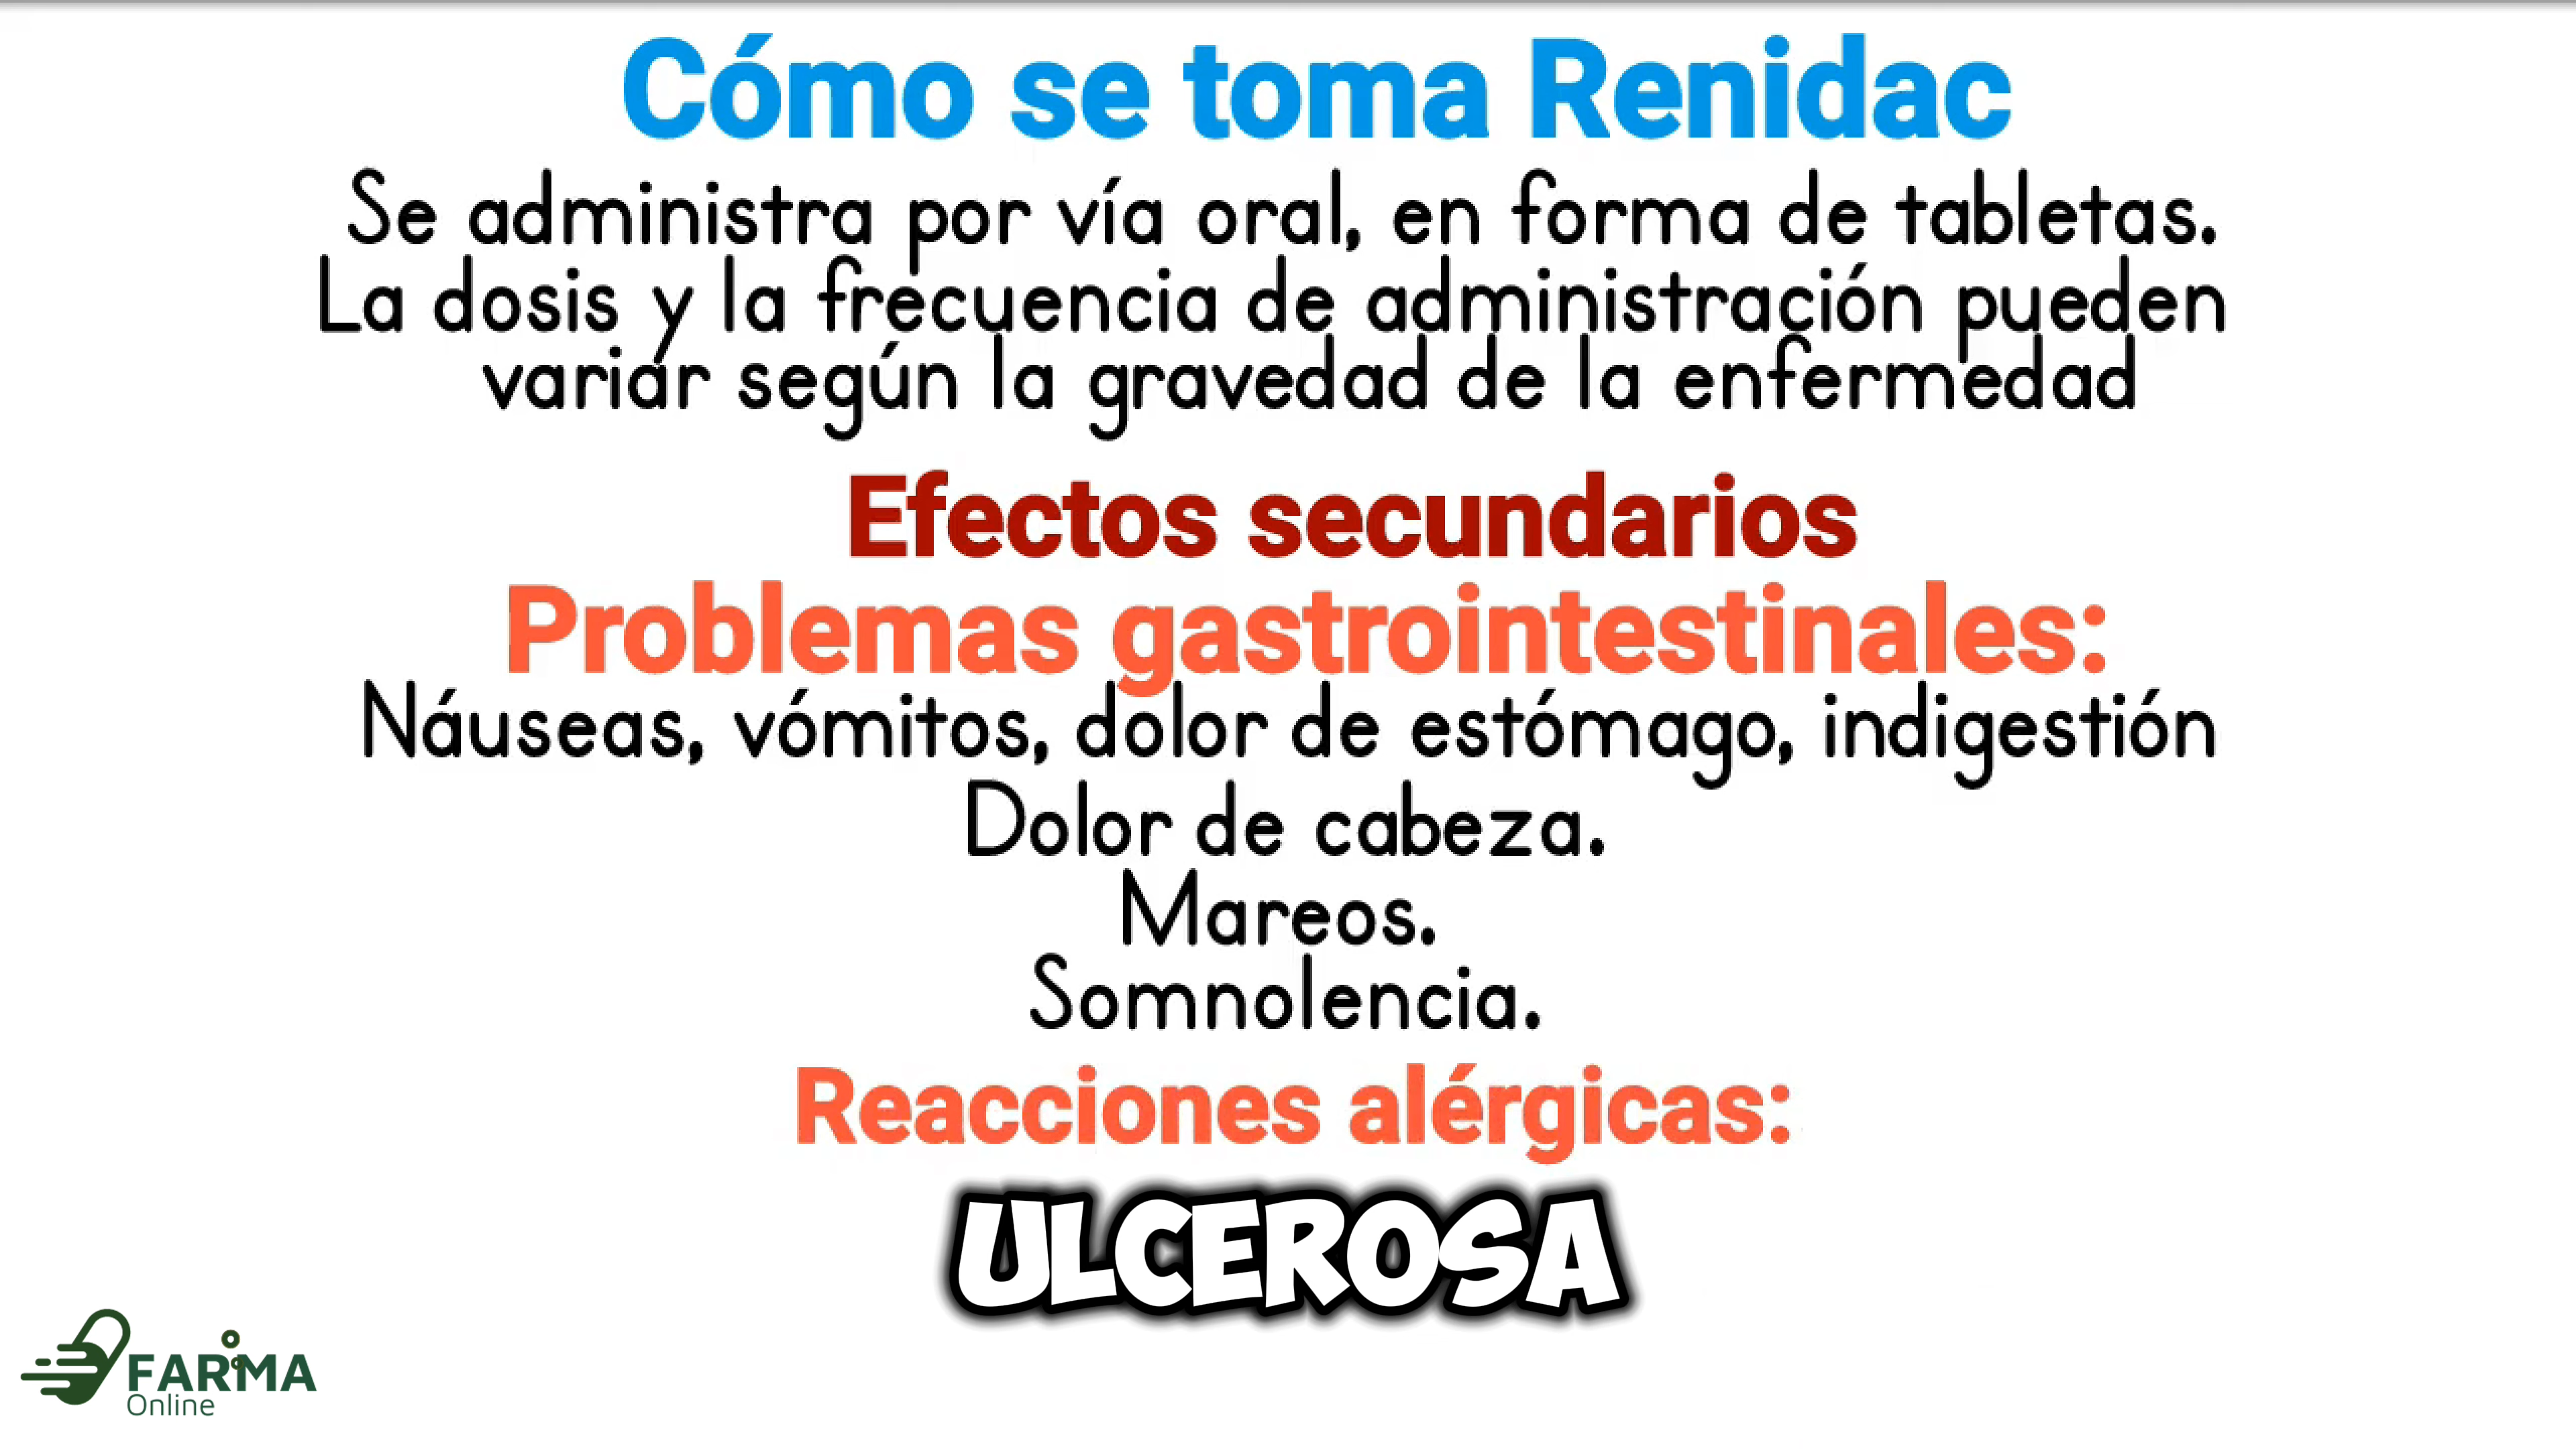 Cómo se toma Renidac
Se administra por vía oral, en forma de tabletas.
La dosis y la frecuencia de administración pueden
variar según la gravedad de la enfermedad
Efectos secundarios
Problemas gastrointestinales:
Náuseas, vómitos, dolor de estómago, indigestión
Dolor de cabeza.
Mareos.
Somnolencia.
Reacciones alérgicas:
ULCEROSA
FARMA
Online